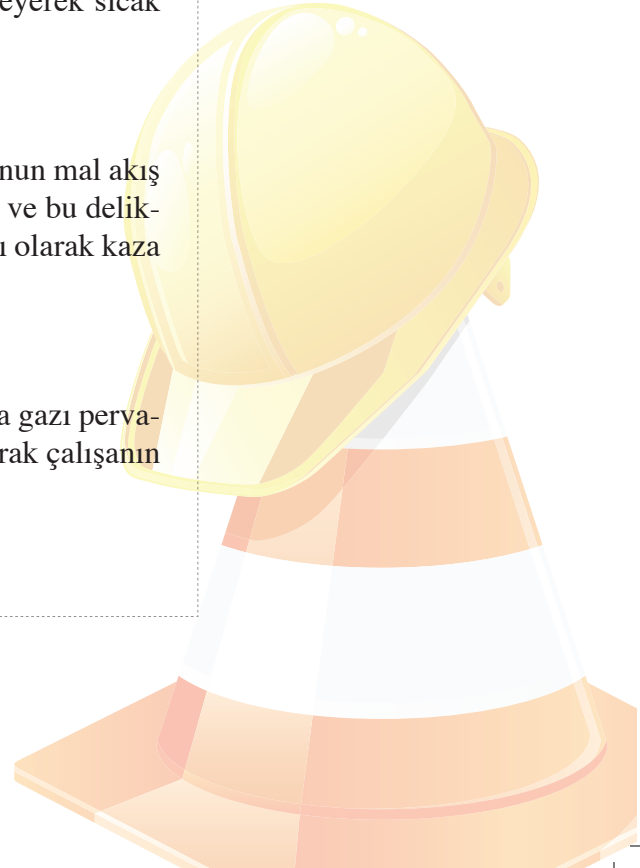 eyerek sıcak
nun mal akış
ve bu delik-
ı olarak kaza
a gazı perva-
rak çalışanın